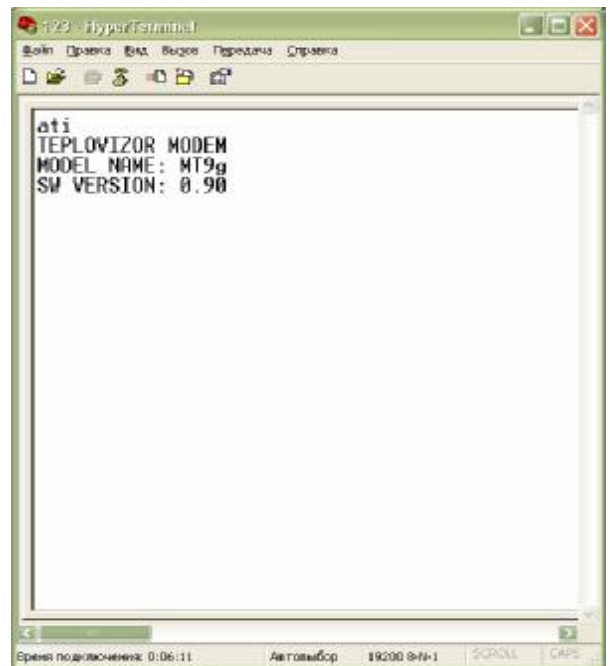 123 - HyperTerminal
Файл Правка Вид Вызов Передача Справка
ati
TEPLOVIZOR MODEM
MODEL NAME: MT9g
SW VERSION: 0.90
Время подключения: 0:06:11 Автовыбор 19200 8-N-1 SCROLL CAPS